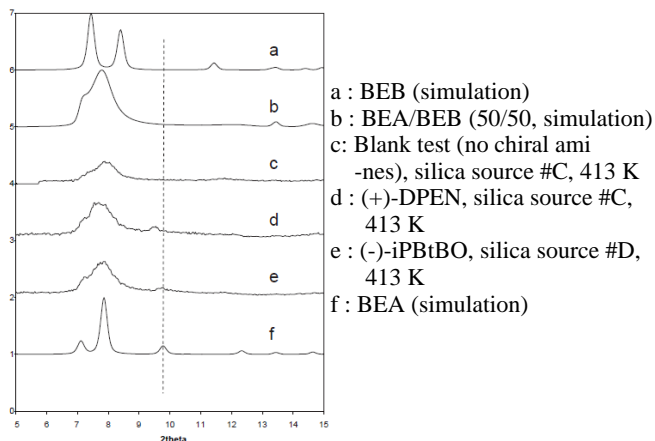 7
6
5
4
3
2
1
0
a
b
c
d
e
f
5 6 7 8 9 10 11 12 13 14 15
2theta
a : BEB (simulation)
b : BEA/BEB (50/50, simulation)
c: Blank test (no chiral ami
-nes), silica source #C, 413 K
d : (+)-DPEN, silica source #C,
413 K
e : (-)-iPBtBO, silica source #D,
413 K
f : BEA (simulation)